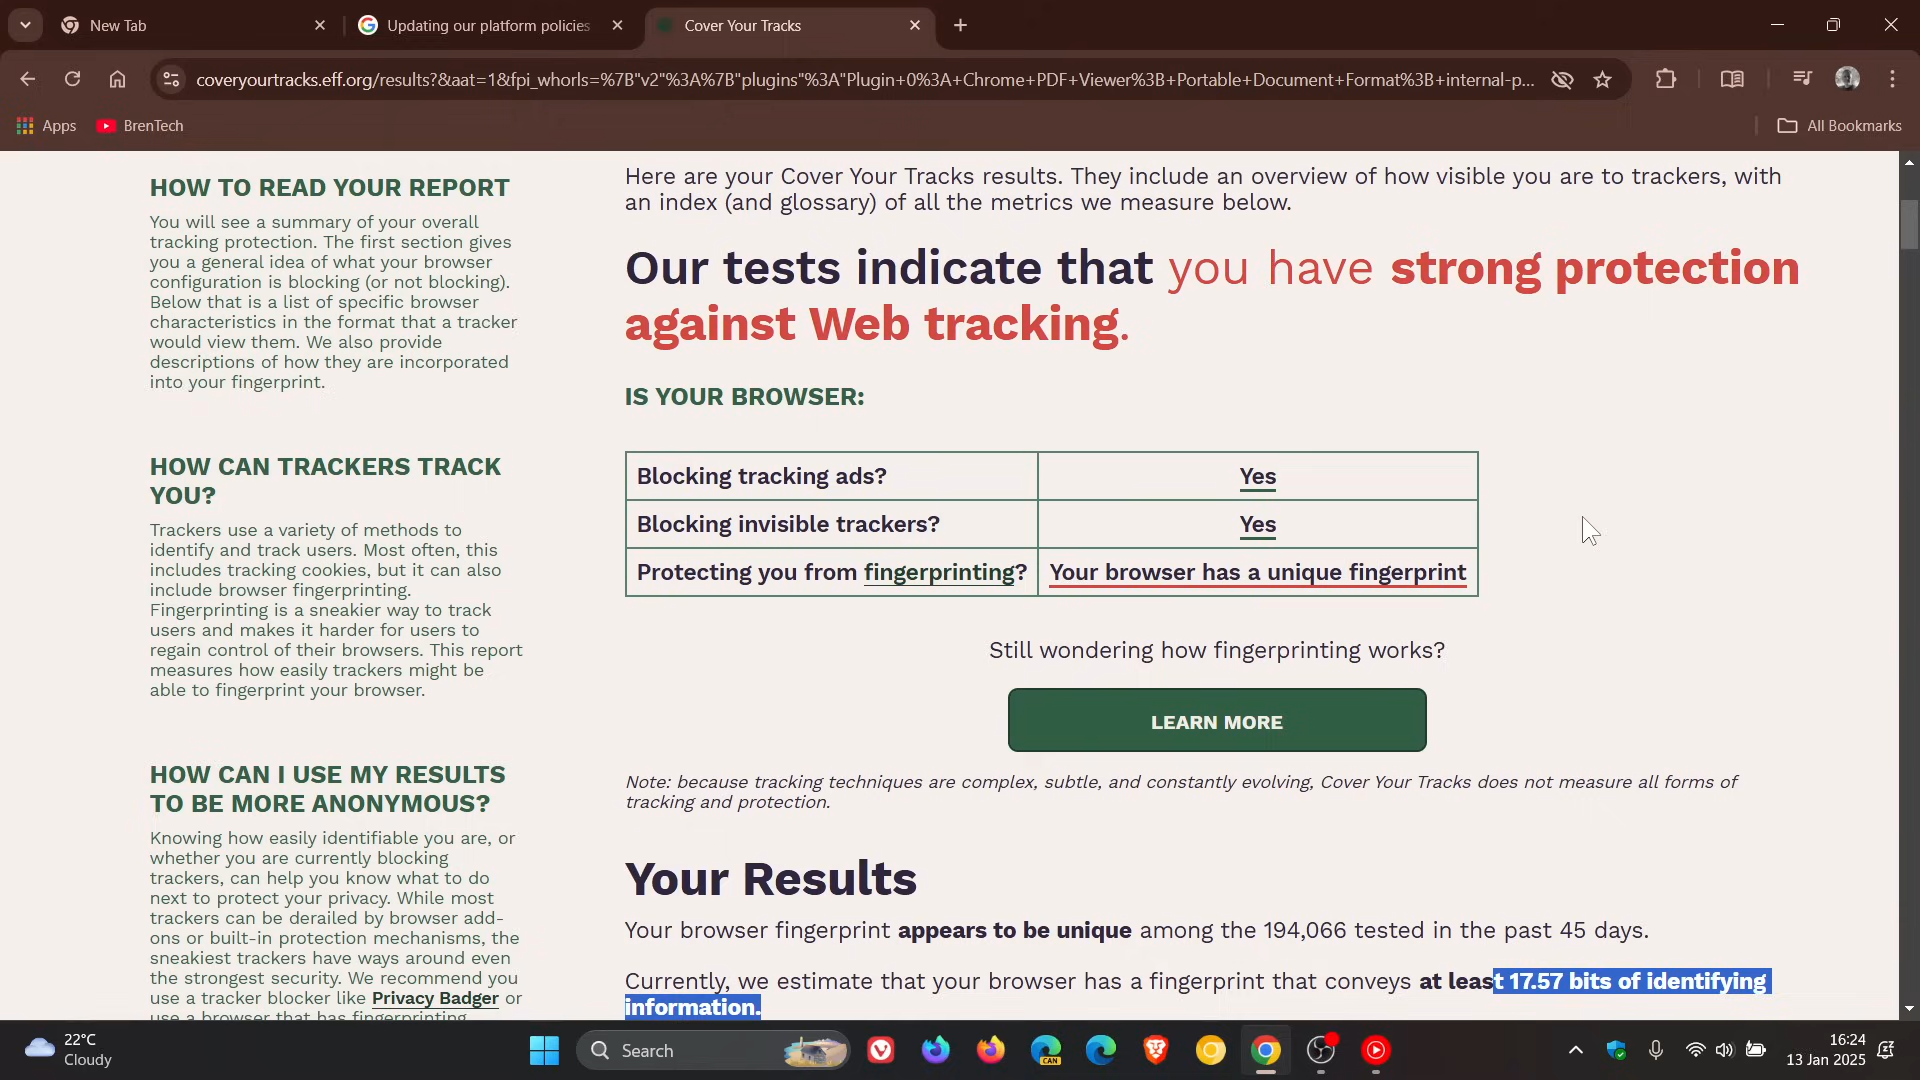 New Tab
Updating our platform policies
Cover Your Tracks
coveryourtracks.eff.org/results?&aat=1&fpi_whorls=%7B"v2"%3A%7B"plugins"%3A"Plugin+0%3A+Chrome+PDF+Viewer%3B+Portable+Document+Format%3B+internal-p...
Apps
BrenTech
All Bookmarks
HOW TO READ YOUR REPORT
You will see a summary of your overall
tracking protection. The first section gives
you a general idea of what your browser
configuration is blocking (or not blocking).
Below that is a list of specific browser
characteristics in the format that a tracker
would view them. We also provide
descriptions of how they are incorporated
into your fingerprint.
HOW CAN TRACKERS TRACK
YOU?
Trackers use a variety of methods to
identify and track users. Most often, this
includes tracking cookies, but it can also
include browser fingerprinting.
Fingerprinting is a sneakier way to track
users and makes it harder for users to
regain control of their browsers. This report
measures how easily trackers might be
able to fingerprint your browser.
HOW CAN I USE MY RESULTS
TO BE MORE ANONYMOUS?
Knowing how easily identifiable you are, or
whether you are currently blocking
trackers, can help you know what to do
next to protect your privacy. While most
trackers can be derailed by browser add-
ons or built-in protection mechanisms, the
sneakiest trackers have ways around even
the strongest security. We recommend you
use a tracker blocker like Privacy Badger or
use a browser that has fingerprinting
Here are your Cover Your Tracks results. They include an overview of how visible you are to trackers, with
an index (and glossary) of all the metrics we measure below.
Our tests indicate that you have strong protection
against Web tracking.
IS YOUR BROWSER:
Blocking tracking ads? Yes
Blocking invisible trackers? Yes
Protecting you from fingerprinting? Your browser has a unique fingerprint
Still wondering how fingerprinting works?
LEARN MORE
Note: because tracking techniques are complex, subtle, and constantly evolving, Cover Your Tracks does not measure all forms of
tracking and protection.
Your Results
Your browser fingerprint appears to be unique among the 194,066 tested in the past 45 days.
Currently, we estimate that your browser has a fingerprint that conveys at least 17.57 bits of identifying
information.
22°C
Cloudy
Search
CAN
16:24
13 Jan 2025